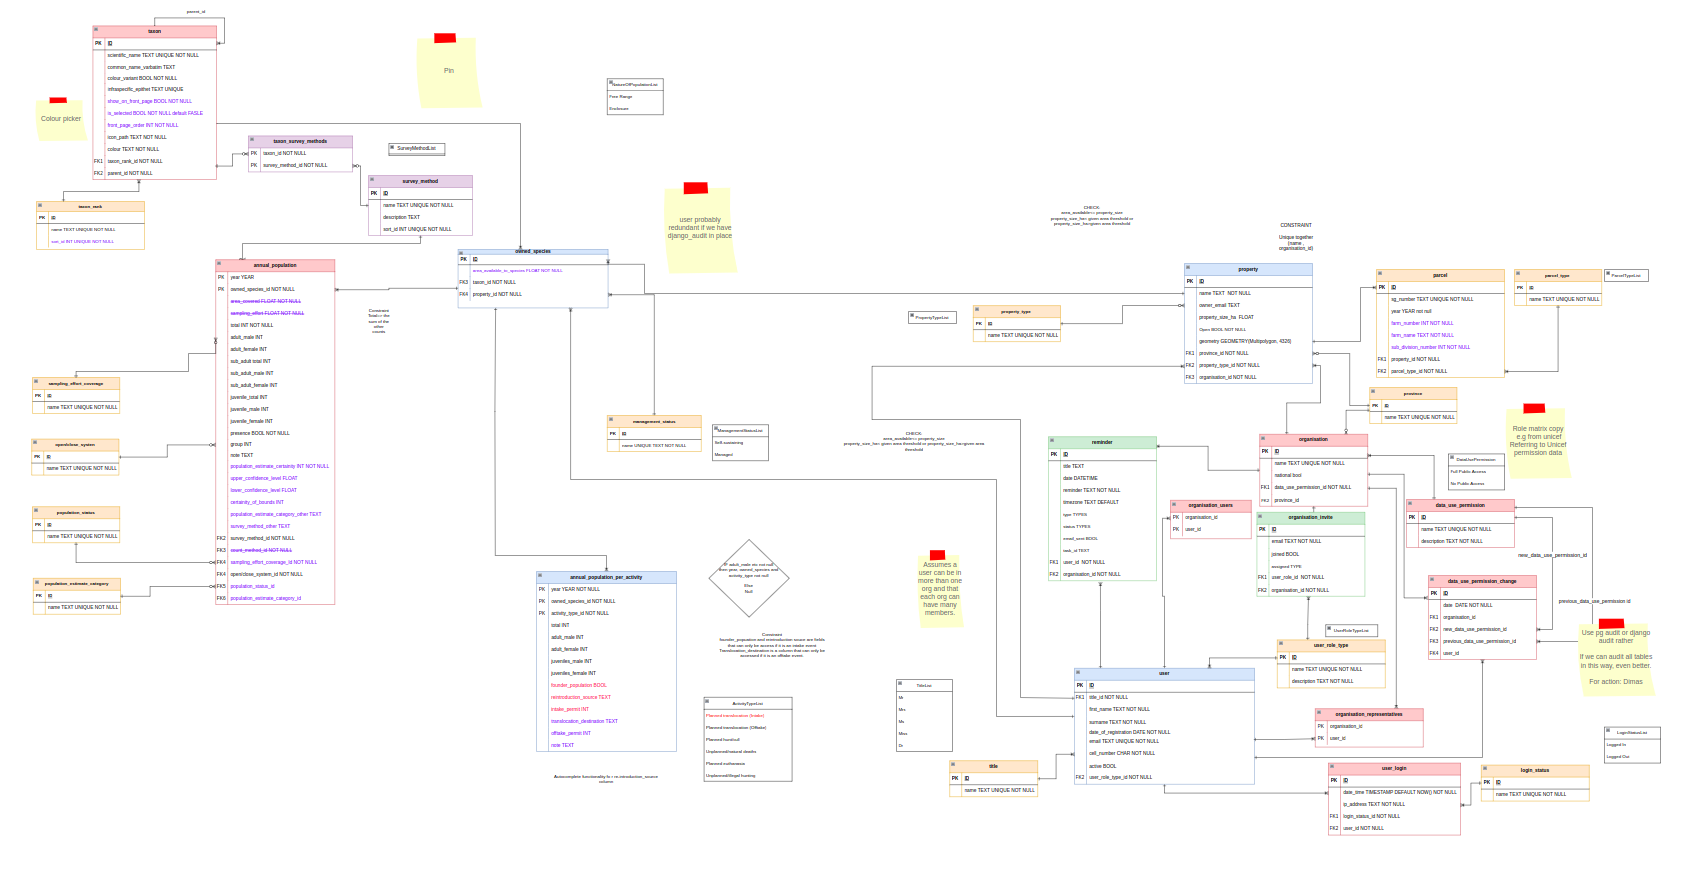 parent_id
taxon
PK ID
scientific_name TEXT UNIQUE NOT NULL
common_name_varbatim TEXT
colour_variant BOOL NOT NULL
infraspecific_epithet TEXT UNIQUE
show_on_front_page BOOL NOT NULL
is_selected BOOL NOT NULL default FASLE
front_page_order INT NOT NULL
icon_path TEXT NOT NULL
colour TEXT NOT NULL
FK1 taxon_rank_id NOT NULL
FK2 parent_id NOT NULL
Colour picker
Pin
NatureOfPopulationList
Free Range
Enclosure
taxon_survey_methods
PK taxon_id NOT NULL
PK survey_method_id NOT NULL
SurveyMethodList
survey_method
PK ID
name TEXT UNIQUE NOT NULL
description TEXT
sort_id INT UNIQUE NOT NULL
taxon_rank
PK ID
name TEXT UNIQUE NOT NULL
sort_id INT UNIQUE NOT NULL
user probably
redundant if we have
django_audit in place
annual_population
PK year YEAR
PK owned_species_id NOT NULL
area_covered FLOAT NOT NULL
sampling_effort FLOAT NOT NULL
total INT NOT NULL
adult_male INT
adult_female INT
sub_adult total INT
sub_adult_male INT
sub_adult_female INT
juvenile_total INT
juvenile_male INT
juvenile_female INT
presence BOOL NOT NULL
group INT
note TEXT
population_estimate_certainty INT NOT NULL
upper_confidence_level FLOAT
lower_confidence_level FLOAT
certainty_of_bounds INT
population_estimate_category_other TEXT
survey_method_other TEXT
FK2 survey_method_id NOT NULL
FK3 count_method_id NOT NULL
FK4 sampling_effort_coverage_id NOT NULL
FK4 open/close_system_id NOT NULL
FK5 population_status_id
FK6 population_estimate_category_id
owned_species
PK ID
area_available_to_species FLOAT NOT NULL
FK3 taxon_id NOT NULL
FK4 property_id NOT NULL
Constraint
Total>= the
sum of the
other
counts
sampling_effort_coverage
PK ID
name TEXT UNIQUE NOT NULL
open/close_system
PK ID
name TEXT UNIQUE NOT NULL
population_status
PK ID
name TEXT UNIQUE NOT NULL
population_estimate_category
PK ID
name TEXT UNIQUE NOT NULL
management_status
PK ID
name UNIQUE TEXT NOT NULL
ManagementStatusList
Self-sustaining
Managed
annual_population_per_activity
PK year YEAR NOT NULL
PK owned_species_id NOT NULL
PK activity_type_id NOT NULL
total INT
adult_male INT
adult_female INT
juveniles_male INT
juveniles_female INT
founder_population BOOL
reintroduction_source TEXT
intake_permit INT
translocation_destination TEXT
offtake_permit INT
note TEXT
Autocomplete functionality for re-introduction_source
column
IF adult_male do not null,
then year, owned_species and
activity_type not null
Else
Null
Constraint
founder_population and reintroduction source are fields
that can only be access if it is an intake event
Translocation_destination is a column that can only be
accessed if it is an offtake event.
ActivityTypeList
Planned translocation (Intake)
Planned translocation (Offtake)
Planned hunt/cull
Unplanned/natural deaths
Planned euthanasia
Unplanned/illegal hunting
CHECK:
area_available<= property_size
property_size_ha< given area threshold or
property_size_ha>given area threshold
CONSTRAINT
Unique together
(name ,
organisation_id)
property
PK ID
name TEXT NOT NULL
owner_email TEXT
property_size_ha FLOAT
Open BOOL NOT NULL
geometry GEOMETRY(Multipolygon, 4326)
FK1 province_id NOT NULL
FK2 property_type_id NOT NULL
FK3 organisation_id NOT NULL
PropertyTypeList
property_type
PK ID
name TEXT UNIQUE NOT NULL
parcel
PK ID
sg_number TEXT UNIQUE NOT NULL
year YEAR not null
farm_number INT NOT NULL
farm_name TEXT NOT NULL
sub_division_number INT NOT NULL
FK1 property_id NOT NULL
FK2 parcel_type_id NOT NULL
parcel_type
PK ID
name TEXT UNIQUE NOT NULL
ParcelTypeList
province
PK ID
name TEXT UNIQUE NOT NULL
Role matrix copy
e.g from unicef
Referring to Unicef
permission data
CHECK:
area_available<= property_size
property_size_ha< given area threshold or property_size_ha>given area
threshold
reminder
PK ID
title TEXT
date DATETIME
reminder TEXT NOT NULL
timezone TEXT DEFAULT
type TYPES
status TYPES
email_sent BOOL
task_id TEXT
FK1 user_id NOT NULL
FK2 organisation_id NOT NULL
organisation
PK ID
name TEXT UNIQUE NOT NULL
national bool
FK1 data_use_permission_id NOT NULL
FK2 province_id
organisation_users
PK organisation_id
PK user_id
organisation_invite
PK ID
email TEXT NOT NULL
joined BOOL
assigned TYPE
FK1 user_role_id NOT NULL
FK2 organisation_id NOT NULL
DataUsePermission
Full Public Access
No Public Access
data_use_permission
PK ID
name TEXT UNIQUE NOT NULL
description TEXT NOT NULL
new_data_use_permission_id
previous_data_use_permission id
data_use_permission_change
PK ID
date DATE NOT NULL
FK1 organisation_id
FK2 new_data_use_permission_id
FK3 previous_data_use_permission_id
FK4 user_id
Use pg audit or django
audit rather
If we can audit all tables
in this way, even better.
For action: Dimas
Assumes a
user can be in
more than one
org and that
each org can
have many
members.
UserRoleTypeList
user_role_type
PK ID
name TEXT UNIQUE NOT NULL
description TEXT NOT NULL
user
PK ID
FK1 title_id NOT NULL
first_name TEXT NOT NULL
surname TEXT NOT NULL
date_of_registration DATE NOT NULL
email TEXT UNIQUE NOT NULL
cell_number CHAR NOT NULL
active BOOL
FK2 user_role_type_id NOT NULL
TitleList
Mr
Mrs
Ms
Miss
Dr
title
PK ID
name TEXT UNIQUE NOT NULL
organisation_representatives
PK organisation_id
PK user_id
user_login
PK ID
date_time TIMESTAMP DEFAULT NOW() NOT NULL
ip_address TEXT NOT NULL
FK1 login_status_id NOT NULL
FK2 user_id NOT NULL
login_status
PK ID
name TEXT UNIQUE NOT NULL
LoginStatusList
Logged In
Logged Out